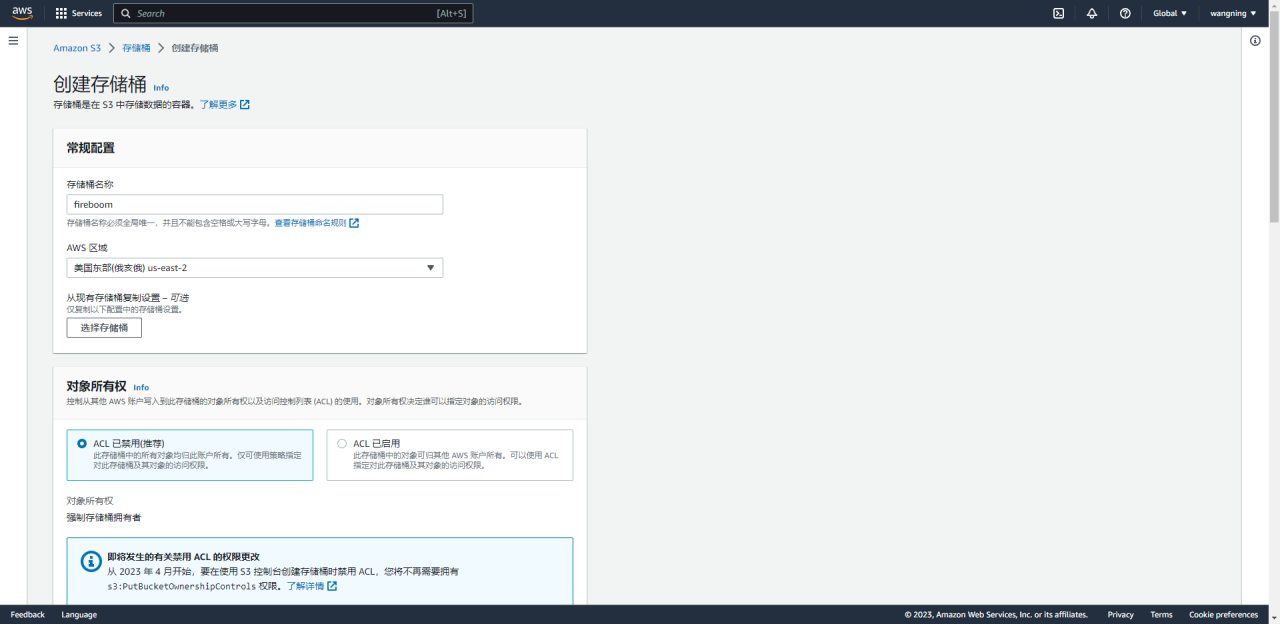 aws
Services
Search
[Alt+S]
Global
wangning
Amazon S3
存储桶
创建存储桶
创建存储桶 Info
存储桶是在 S3 中存储数据的容器。了解更多
常规配置
存储桶名称
fireboom
存储桶名称必须全局唯一，并且不能包含空格或大写字母。查看存储桶命名规则
AWS 区域
美国东部(俄亥俄) us-east-2
从现有存储桶复制设置 – 可选
仅复制以下配置中的存储桶设置。
选择存储桶
对象所有权 Info
控制从其他 AWS 账户写入到此存储桶的对象所有权以及访问控制列表 (ACL) 的使用。对象所有权决定谁可以指定对象的访问权限。
ACL 已禁用(推荐)
此存储桶中的所有对象均归此账户所有。仅可使用策略指定
对此存储桶及其对象的访问权限。
ACL 已启用
此存储桶中的对象可归其他 AWS 账户所有。可以使用 ACL
指定对此存储桶及其对象的访问权限。
对象所有权
强制存储桶拥有者
即将发生的有关禁用 ACL 的权限更改
从 2023 年 4 月开始，要在使用 S3 控制台创建存储桶时禁用 ACL，您将不再需要拥有
s3:PutBucketOwnershipControls 权限。了解详情
Feedback
Language
© 2023, Amazon Web Services, Inc. or its affiliates.
Privacy
Terms
Cookie preferences